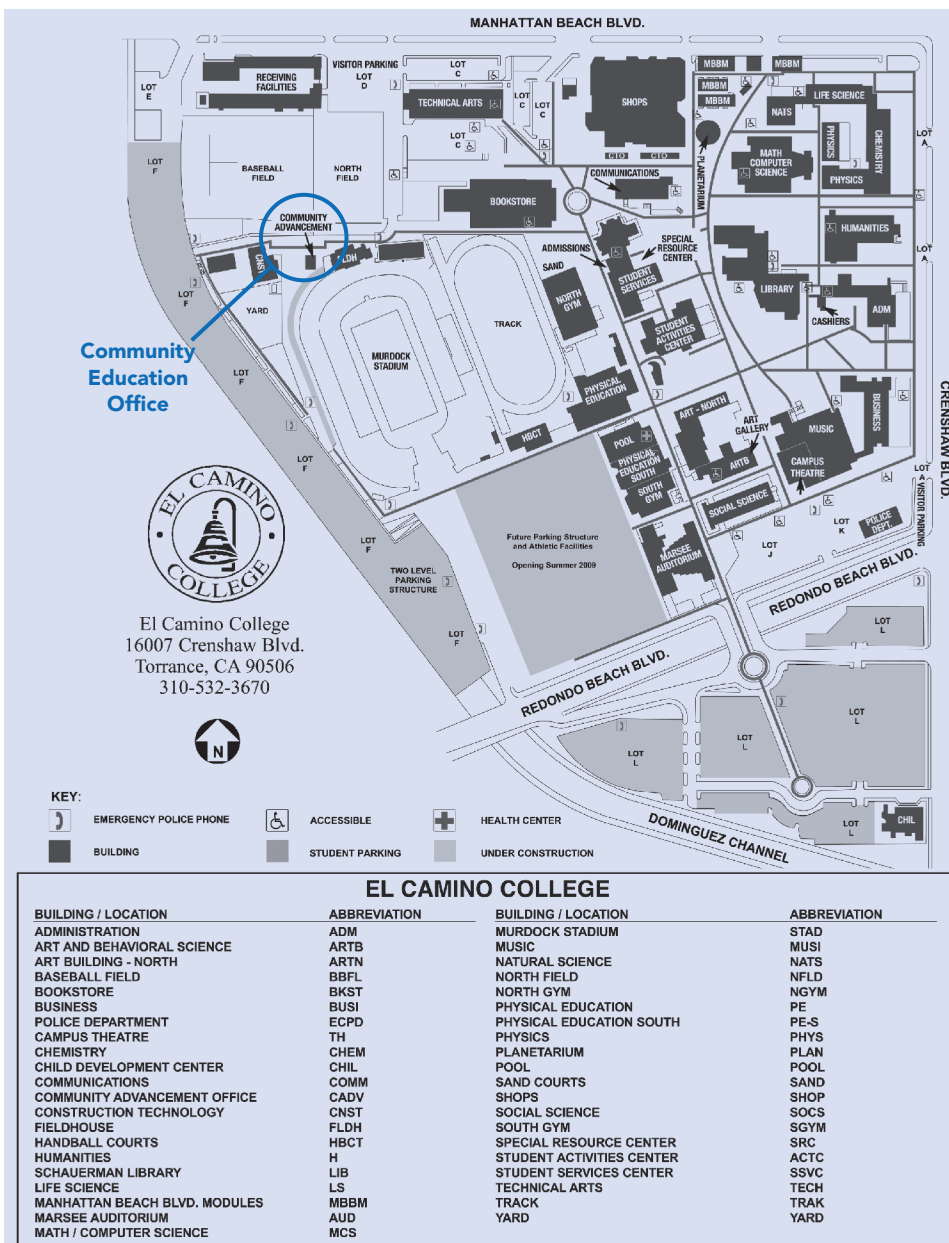 MANHATTAN BEACH BLVD.
LOT
E
RECEIVING
FACILITIES
VISITOR PARKING
LOT
D
LOT
C
TECHNICAL ARTS
LOT
C
LOT
C
LOT
C
SHOPS
CTO
CTO
MBBM
MBBM
MBBM
MBBM
PLANETARIUM
NATS
LIFE SCIENCE
PHYSICS
CHEMISTRY
PHYSICS
MATH
COMPUTER
SCIENCE
LOT
A
LOT
F
BASEBALL
FIELD
NORTH
FIELD
COMMUNICATIONS
BOOKSTORE
COMMUNITY
ADVANCEMENT
CNST
FLDH
YARD
ADMISSIONS
SPECIAL
RESOURCE
CENTER
SAND
NORTH
GYM
STUDENT
SERVICES
HUMANITIES
LOT
A
LIBRARY
CASHIERS
ADM
LOT
F
TRACK
STUDENT
ACTIVITIES
CENTER
Community
Education
Office
MURDOCK
STADIUM
LOT
F
PHYSICAL
EDUCATION
CRENSHAW BLVD.
BUSINESS
ART - NORTH
ART
GALLERY
MUSIC
HBCT
POOL
PHYSICAL
EDUCATION
SOUTH
SOUTH
GYM
ARTB
CAMPUS
THEATRE
LOT
F
LOT
A
VISITOR PARKING
SOCIAL SCIENCE
LOT
K
POLICE
DEPT.
LOT
J
EL CAMINO
COLLEGE
LOT
F
Future Parking Structure
and Athletic Facilities
Opening Summer 2009
MARSEE
AUDITORIUM
TWO LEVEL
PARKING
STRUCTURE
REDONDO BEACH BLVD.
LOT
F
LOT
L
El Camino College
16007 Crenshaw Blvd.
Torrance, CA 90506
310-532-3670
REDONDO BEACH BLVD.
N
LOT
L
LOT
L
LOT
L
LOT
L
CHIL
DOMINGUEZ CHANNEL
KEY:
EMERGENCY POLICE PHONE
ACCESSIBLE
HEALTH CENTER
BUILDING
STUDENT PARKING
UNDER CONSTRUCTION
EL CAMINO COLLEGE
BUILDING / LOCATION ABBREVIATION BUILDING / LOCATION ABBREVIATION
ADMINISTRATION ADM MURDOCK STADIUM STAD
ART AND BEHAVIORAL SCIENCE ARTB MUSIC MUSI
ART BUILDING - NORTH ARTN NATURAL SCIENCE NATS
BASEBALL FIELD BBFL NORTH FIELD NFLD
BOOKSTORE BKST NORTH GYM NGYM
BUSINESS BUSI PHYSICAL EDUCATION PE
POLICE DEPARTMENT ECPD PHYSICAL EDUCATION SOUTH PE-S
CAMPUS THEATRE TH PHYSICS PHYS
CHEMISTRY CHEM PLANETARIUM PLAN
CHILD DEVELOPMENT CENTER CHIL POOL POOL
COMMUNICATIONS COMM SAND COURTS SAND
COMMUNITY ADVANCEMENT OFFICE CADV SHOPS SHOP
CONSTRUCTION TECHNOLOGY CNST SOCIAL SCIENCE SOCS
FIELDHOUSE FLDH SOUTH GYM SGYM
HANDBALL COURTS HBCT SPECIAL RESOURCE CENTER SRC
HUMANITIES H STUDENT ACTIVITIES CENTER ACTC
SCHAUERMAN LIBRARY LIB STUDENT SERVICES CENTER SSVC
LIFE SCIENCE LS TECHNICAL ARTS TECH
MANHATTAN BEACH BLVD. MODULES MBBM TRACK TRAK
MARSEE AUDITORIUM AUD YARD YARD
MATH / COMPUTER SCIENCE MCS